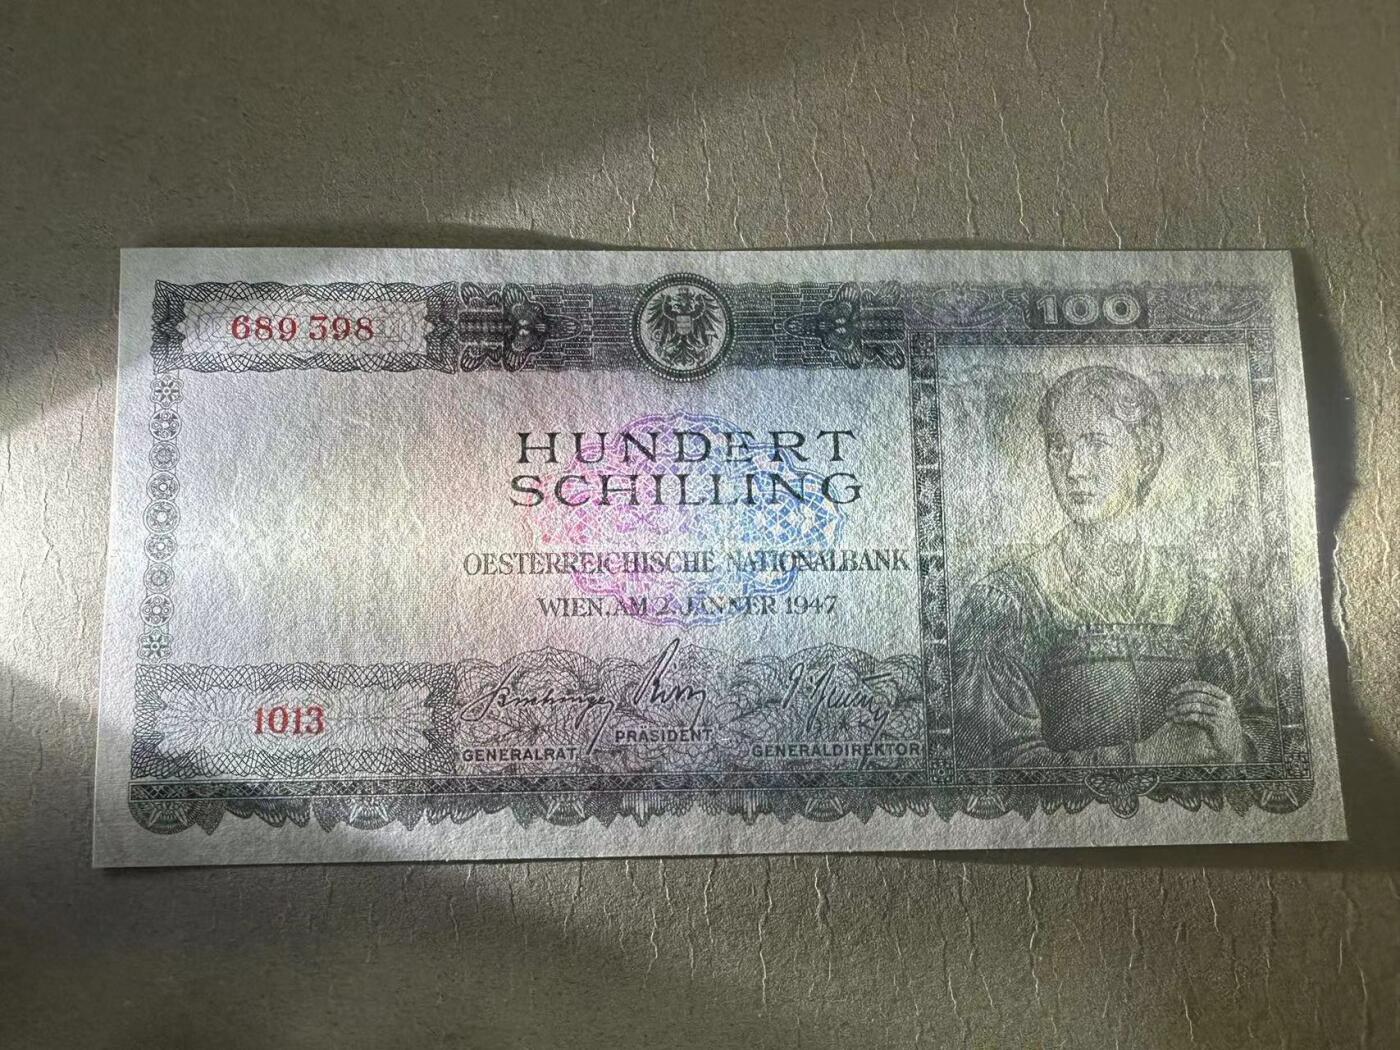 689 398
100
HUNDERT
SCHILLING
OESTERREICHISCHE NATIONALBANK
WIEN, AM 2. JÄNNER 1947
1013
GENERALRAT
PRÄSIDENT
GENERALDIREKTOR